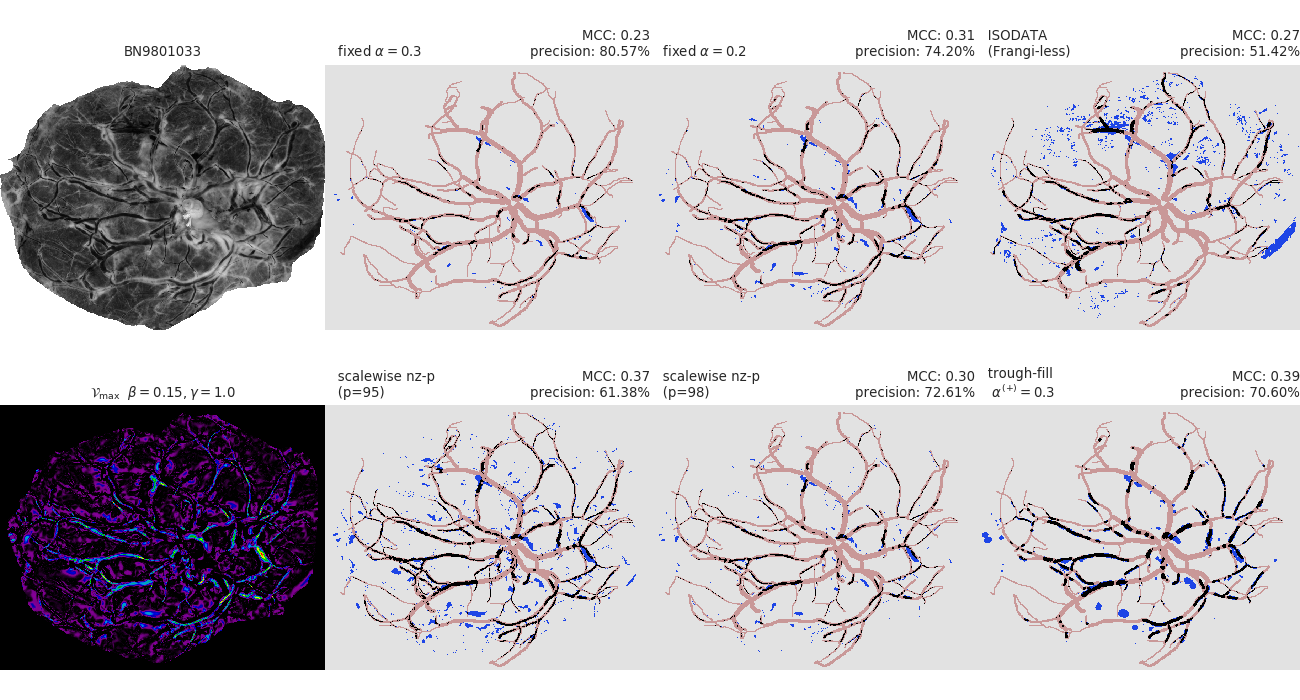 BN9801033
fixed α = 0.3
MCC: 0.23
precision: 80.57%
fixed α = 0.2
MCC: 0.31
precision: 74.20%
ISODATA
(Frangi-less)
MCC: 0.27
precision: 51.42%
𝒱max β = 0.15, γ = 1.0
scalewise nz-p
(p=95)
MCC: 0.37
precision: 61.38%
scalewise nz-p
(p=98)
MCC: 0.30
precision: 72.61%
trough-fill
α(+) = 0.3
MCC: 0.39
precision: 70.60%